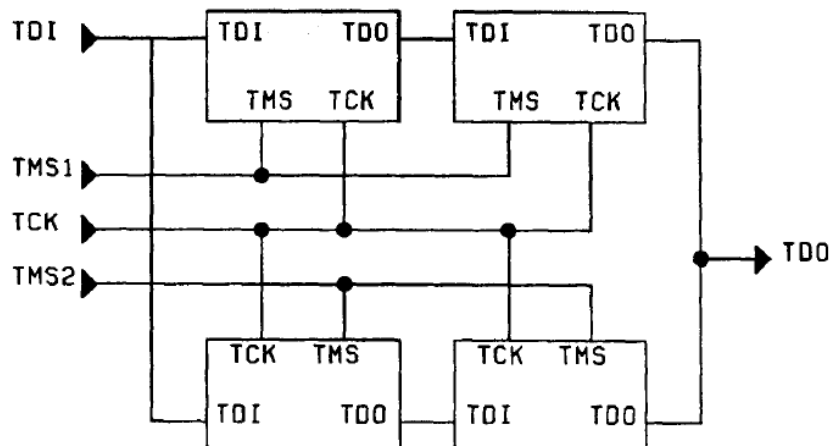 TDI TDI TDO TDI TDO
TMS TCK TMS TCK
TMS1
TCK
TDO
TMS2
TCK TMS TCK TMS
TDI TDO TDI TDO